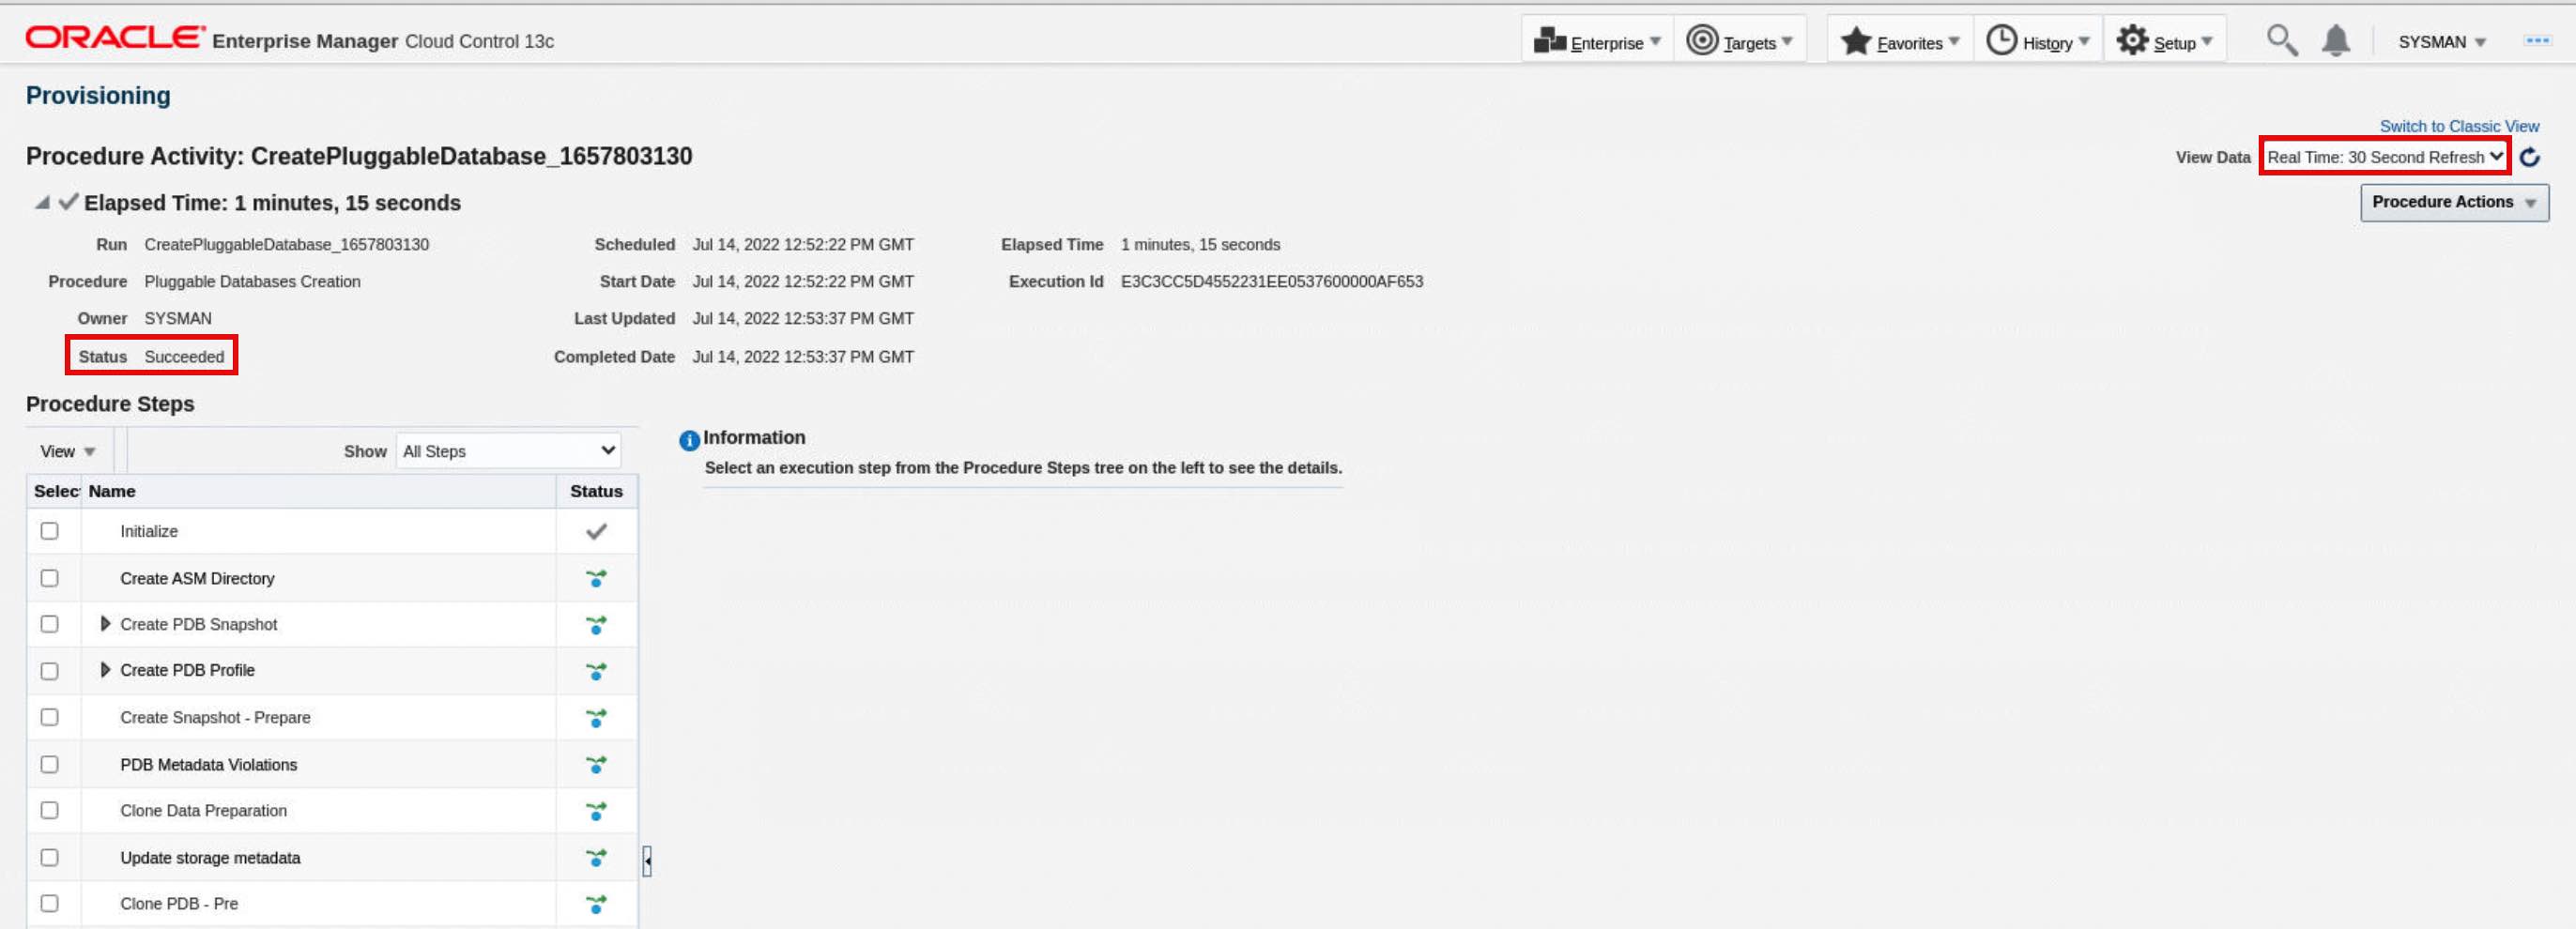 ORACLE Enterprise Manager Cloud Control 13c Enterprise Targets Favorites History Setup SYSMAN
Provisioning
Switch to Classic View
Procedure Activity: CreatePluggableDatabase_1657803130
View Data Real Time: 30 Second Refresh
Elapsed Time: 1 minutes, 15 seconds
Procedure Actions
Run CreatePluggableDatabase_1657803130 Scheduled Jul 14, 2022 12:52:22 PM GMT Elapsed Time 1 minutes, 15 seconds
Procedure Pluggable Databases Creation Start Date Jul 14, 2022 12:52:22 PM GMT Execution Id E3C3CC5D4552231EE0537600000AF653
Owner SYSMAN Last Updated Jul 14, 2022 12:53:37 PM GMT
Status Succeeded Completed Date Jul 14, 2022 12:53:37 PM GMT
Procedure Steps
View Show All Steps
Selec Name Status
Initialize
Create ASM Directory
Create PDB Snapshot
Create PDB Profile
Create Snapshot - Prepare
PDB Metadata Violations
Clone Data Preparation
Update storage metadata
Clone PDB - Pre
Information
Select an execution step from the Procedure Steps tree on the left to see the details.